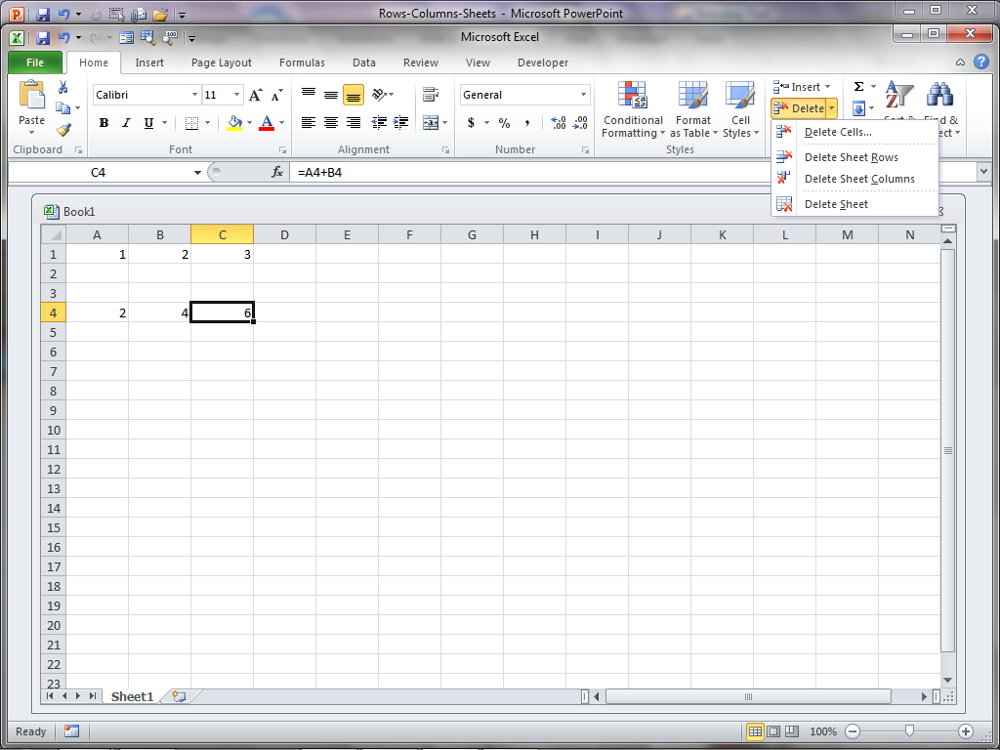 Rows-Columns-Sheets - Microsoft PowerPoint
Microsoft Excel
File Home Insert Page Layout Formulas Data Review View Developer
Calibri 11 General Insert Σ
Paste B I U A $ % , Conditional Formatting Format as Table Cell Styles Delete
Clipboard Font Alignment Number Styles
Delete Cells...
Delete Sheet Rows
Delete Sheet Columns
Delete Sheet
C4 fx =A4+B4
Book1
A B C D E F G H I J K L M N
1 1 2 3
2
3
4 2 4 6
5
6
7
8
9
10
11
12
13
14
15
16
17
18
19
20
21
22
23
Sheet1
Ready 100%